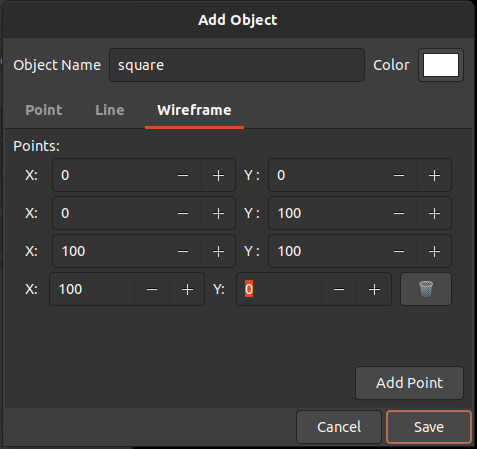 Add Object
Object Name square Color
Point Line Wireframe
Points:
X: 0 − + Y : 0 − +
X: 0 − + Y : 100 − +
X: 100 − + Y : 100 − +
X: 100 − + Y: 0 − +
Add Point
Cancel Save